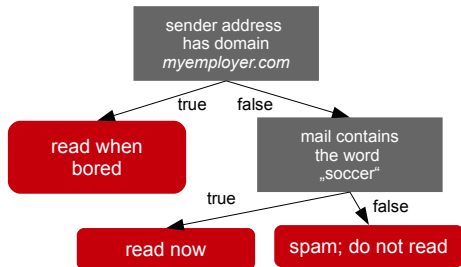 sender address
has domain
myemployer.com
true
false
read when
bored
mail contains
the word
„soccer“
true
false
read now
spam; do not read